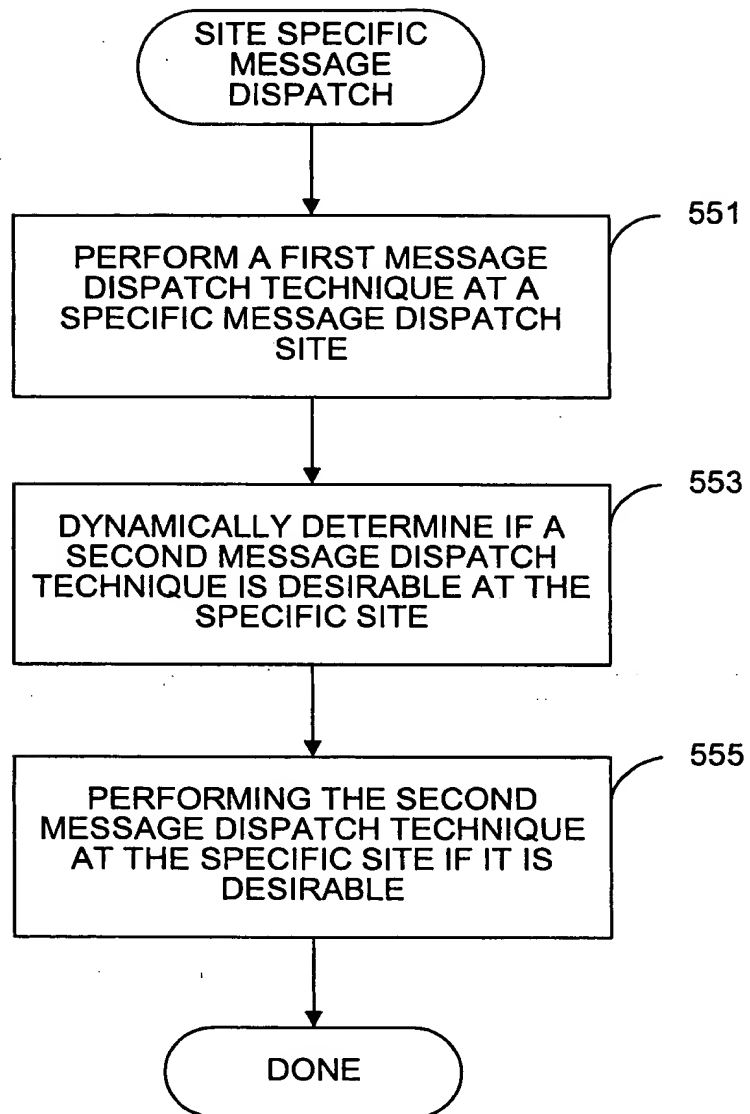 SITE SPECIFIC
MESSAGE
DISPATCH
551
PERFORM A FIRST MESSAGE
DISPATCH TECHNIQUE AT A
SPECIFIC MESSAGE DISPATCH
SITE
553
DYNAMICALLY DETERMINE IF A
SECOND MESSAGE DISPATCH
TECHNIQUE IS DESIRABLE AT THE
SPECIFIC SITE
555
PERFORMING THE SECOND
MESSAGE DISPATCH TECHNIQUE
AT THE SPECIFIC SITE IF IT IS
DESIRABLE
DONE